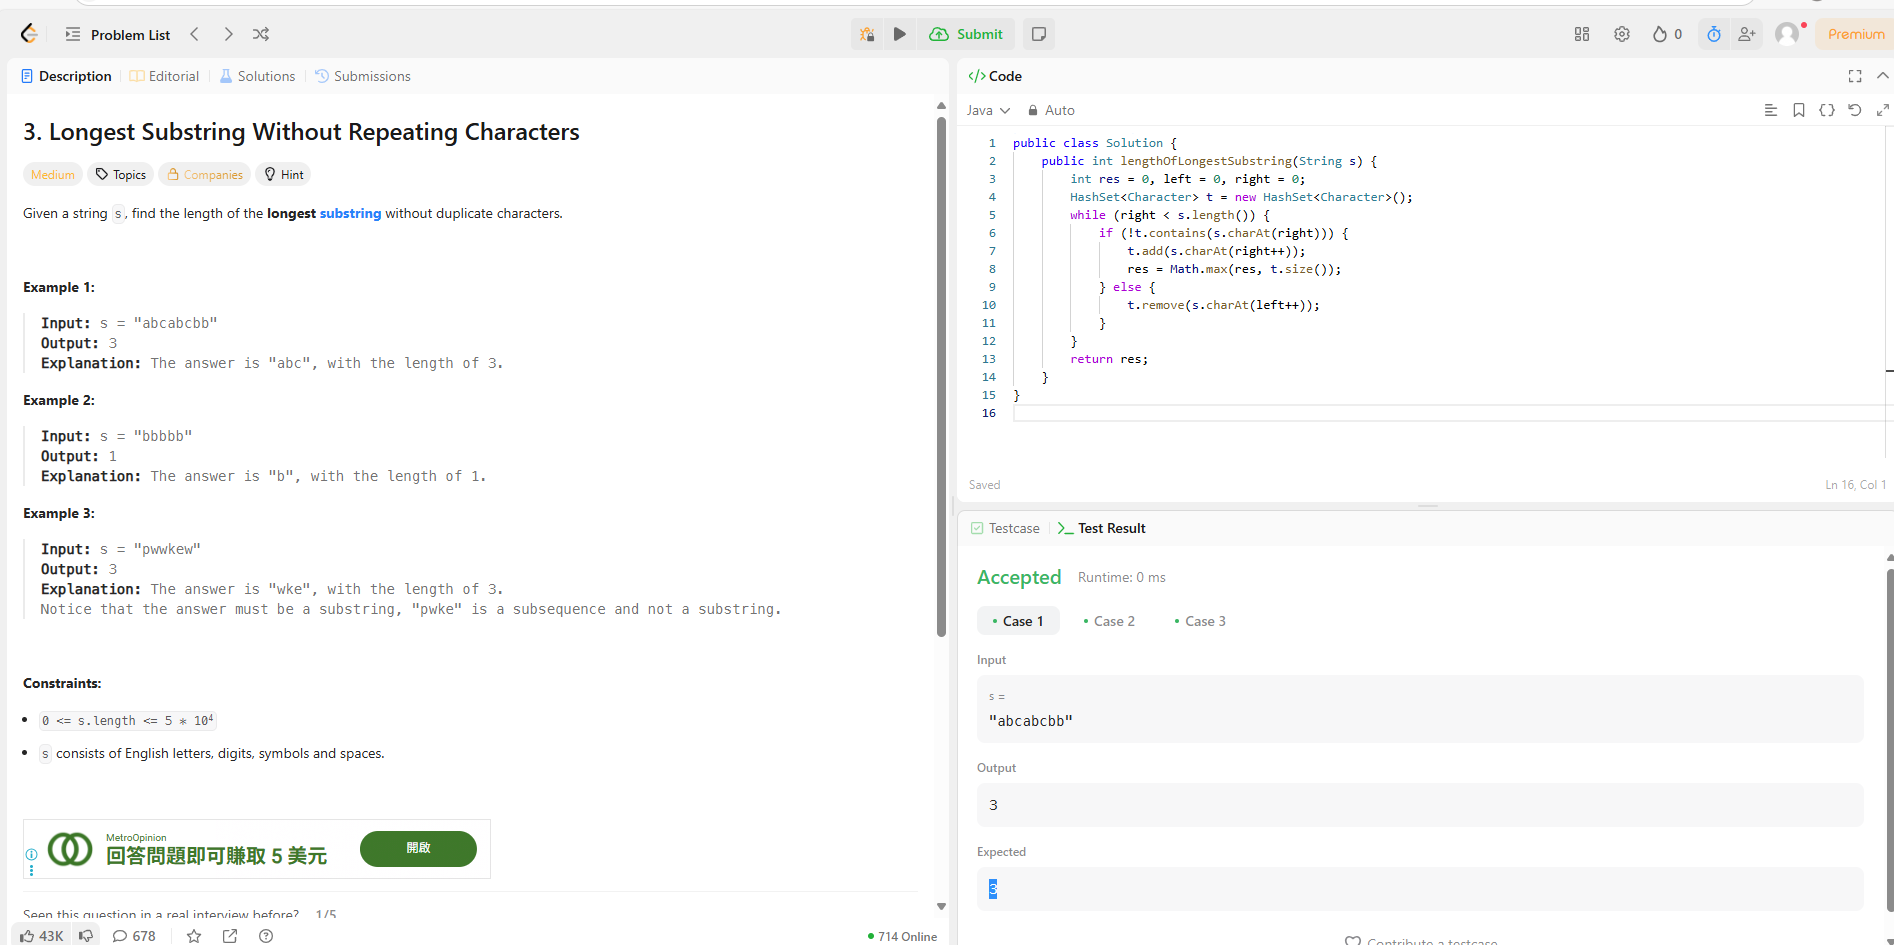 Problem List
Submit
0
Premium
Description
Editorial
Solutions
Submissions
3. Longest Substring Without Repeating Characters
Medium
Topics
Companies
Hint
Given a string s, find the length of the longest substring without duplicate characters.
Example 1:
Input: s = "abcabcbb"
Output: 3
Explanation: The answer is "abc", with the length of 3.
Example 2:
Input: s = "bbbbb"
Output: 1
Explanation: The answer is "b", with the length of 1.
Example 3:
Input: s = "pwwkew"
Output: 3
Explanation: The answer is "wke", with the length of 3.
Notice that the answer must be a substring, "pwke" is a subsequence and not a substring.
Constraints:
0 <= s.length <= 5 * 10⁴
s consists of English letters, digits, symbols and spaces.
MetroOpinion
回答問題即可賺取 5 美元
開啟
Seen this question in a real interview before? 1/5
43K
678
714 Online
</> Code
Java
Auto
1 public class Solution {
2     public int lengthOfLongestSubstring(String s) {
3         int res = 0, left = 0, right = 0;
4         HashSet<Character> t = new HashSet<Character>();
5         while (right < s.length()) {
6             if (!t.contains(s.charAt(right))) {
7                 t.add(s.charAt(right++));
8                 res = Math.max(res, t.size());
9             } else {
10                 t.remove(s.charAt(left++));
11             }
12         }
13         return res;
14     }
15 }
16
Saved
Ln 16, Col 1
Testcase
Test Result
Accepted
Runtime: 0 ms
Case 1
Case 2
Case 3
Input
s =
"abcabcbb"
Output
3
Expected
3
Contribute a testcase